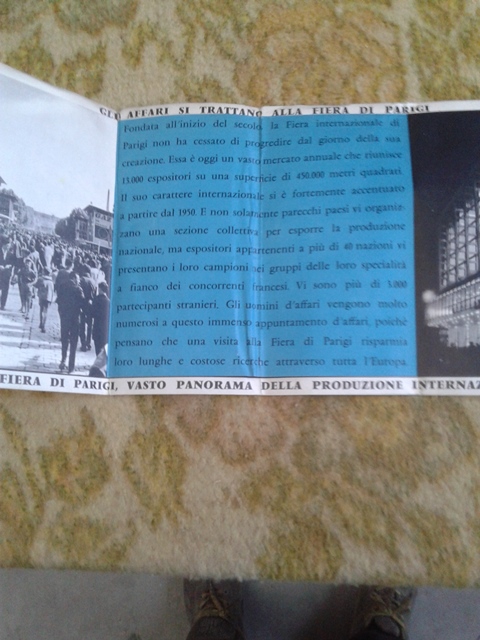 GLI AFFARI SI TRATTANO ALLA FIERA DI PARIGI
Fondata all'inizio del secolo, la Fiera internazionale di
Parigi non ha cessato di progredire dal giorno della sua
creazione. Essa è oggi un vasto mercato annuale che riunisce
13.000 espositori su una superficie di 450.000 metri quadrari.
Il suo carattere internazionale si è fortemente accentuato
a partire dal 1950. E non solamente parecchi paesi vi organiz-
zano una sezione collettiva per esporre la produzione
nazionale, ma espositori appartenenti a più di 40 nazioni vi
presentano i loro campioni nei gruppi delle loro specialità
a fianco dei concorrenti francesi. Vi sono più di 3.000
partecipanti stranieri. Gli uomini d'affari vengono molto
numerosi a questo immenso appuntamento d'affari, poichè
pensano che una visita alla Fiera di Parigi risparmia
loro lunghe e costose ricerche attraverso tutta l'Europa.
FIERA DI PARIGI, VASTO PANORAMA DELLA PRODUZIONE INTERNAZ